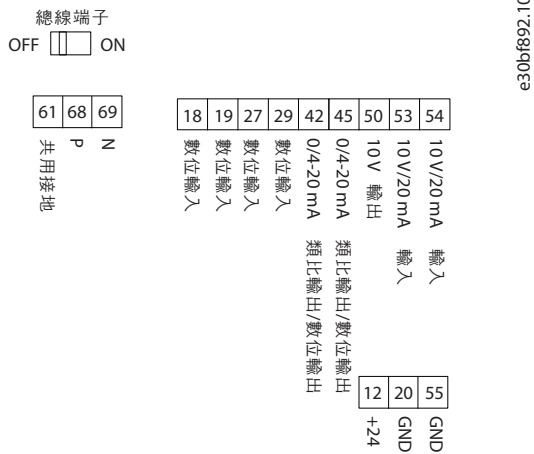 總線端子
OFF ON
e30bf892.10
61 68 69
共用接地
P
N
18 19 27 29 42 45 50 53 54
數位輸入
數位輸入
數位輸入
數位輸入
0/4-20 mA 類比輸出/數位輸出
0/4-20 mA 類比輸出/數位輸出
10 V 輸出
10 V/20 mA 輸入
10 V/20 mA 輸入
12 20 55
+24
GND
GND